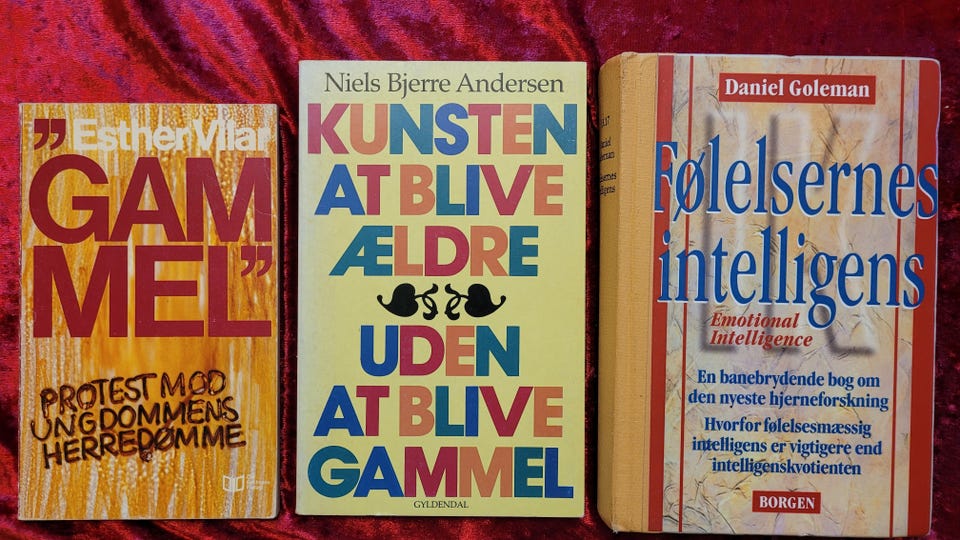 ”Esther Vilar
GAM
MEL”
PROTEST MOD
UNGDOMMENS
HERREDØMME
Niels Bjerre Andersen
KUNSTEN
AT BLIVE
ÆLDRE
UDEN
AT BLIVE
GAMMEL
GYLDENDAL
Daniel Goleman
Følelsernes
intelligens
Emotional
Intelligence
En banebrydende bog om
den nyeste hjerneforskning
Hvorfor følelsesmæssig
intelligens er vigtigere end
intelligenskvotienten
BORGEN